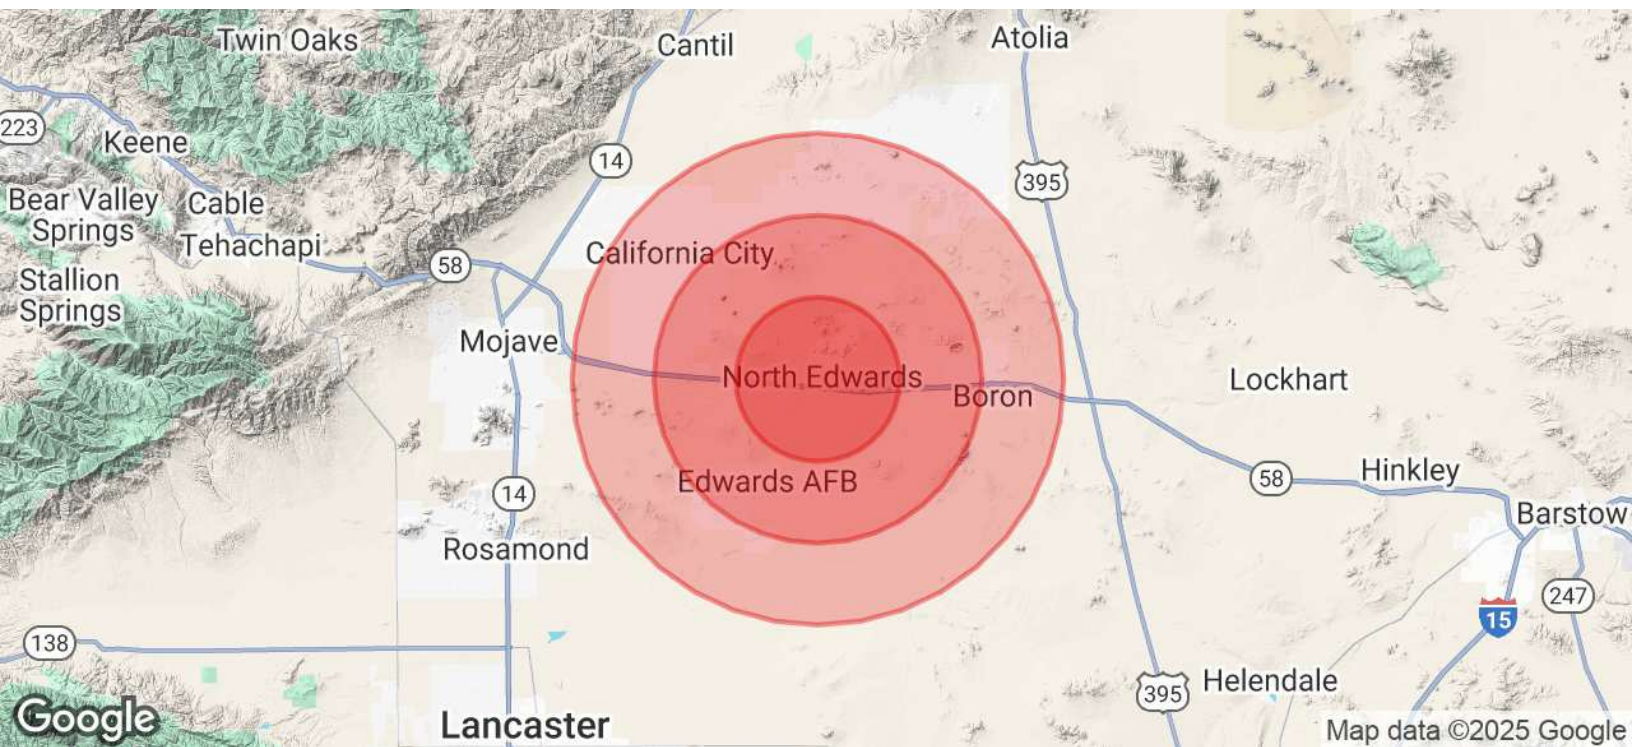 Twin Oaks
Cantil
Atolia
223
Keene
14
395
Bear Valley
Springs
Cable
Tehachapi
58
California City
Stallion
Springs
Mojave
North Edwards
Boron
Lockhart
Edwards AFB
14
58
Hinkley
Barstow
Rosamond
247
15
138
395
Helendale
Google
Lancaster
Map data ©2025 Google